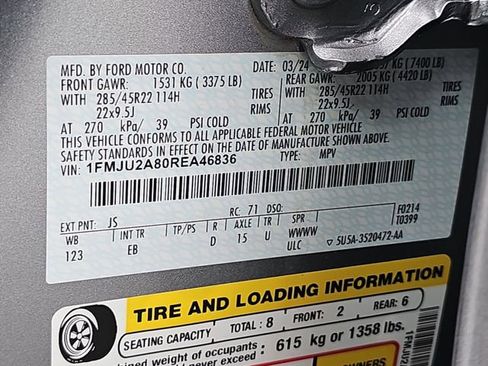 MFD. BY FORD MOTOR CO.
DATE: 03/24 KG (7400 LB)
FRONT GAWR: 1531 KG (3375 LB)
REAR GAWR: 2005 KG (4420 LB)
WITH 285/45R22 114H TIRES
WITH 285/45R22 114H TIRES
22x9.5J RIMS
22x9.5J RIMS
AT 270 kPa/ 39 PSI COLD
AT 270 kPa/ 39 PSI COLD
THIS VEHICLE CONFORMS TO ALL APPLICABLE FEDERAL MOTOR VEHICLE
SAFETY STANDARDS IN EFFECT ON THE DATE OF MANUFACTURE SHOWN ABOVE.
VIN: 1FMJU2A80REA46836
TYPE: MPV
F0214
T0399
EXT PNT: JS RC: 71 DSO:
WB INT TR TP/PS R AXLE TR SPR
123 EB D 15 U WWWW
ULC 5U5A-3520472-AA
TIRE AND LOADING INFORMATION
SEATING CAPACITY TOTAL: 8 FRONT: 2 REAR: 6
weight of occupants 615 kg or 1358 lbs.
never exceed
OWNERS
1FMJU2